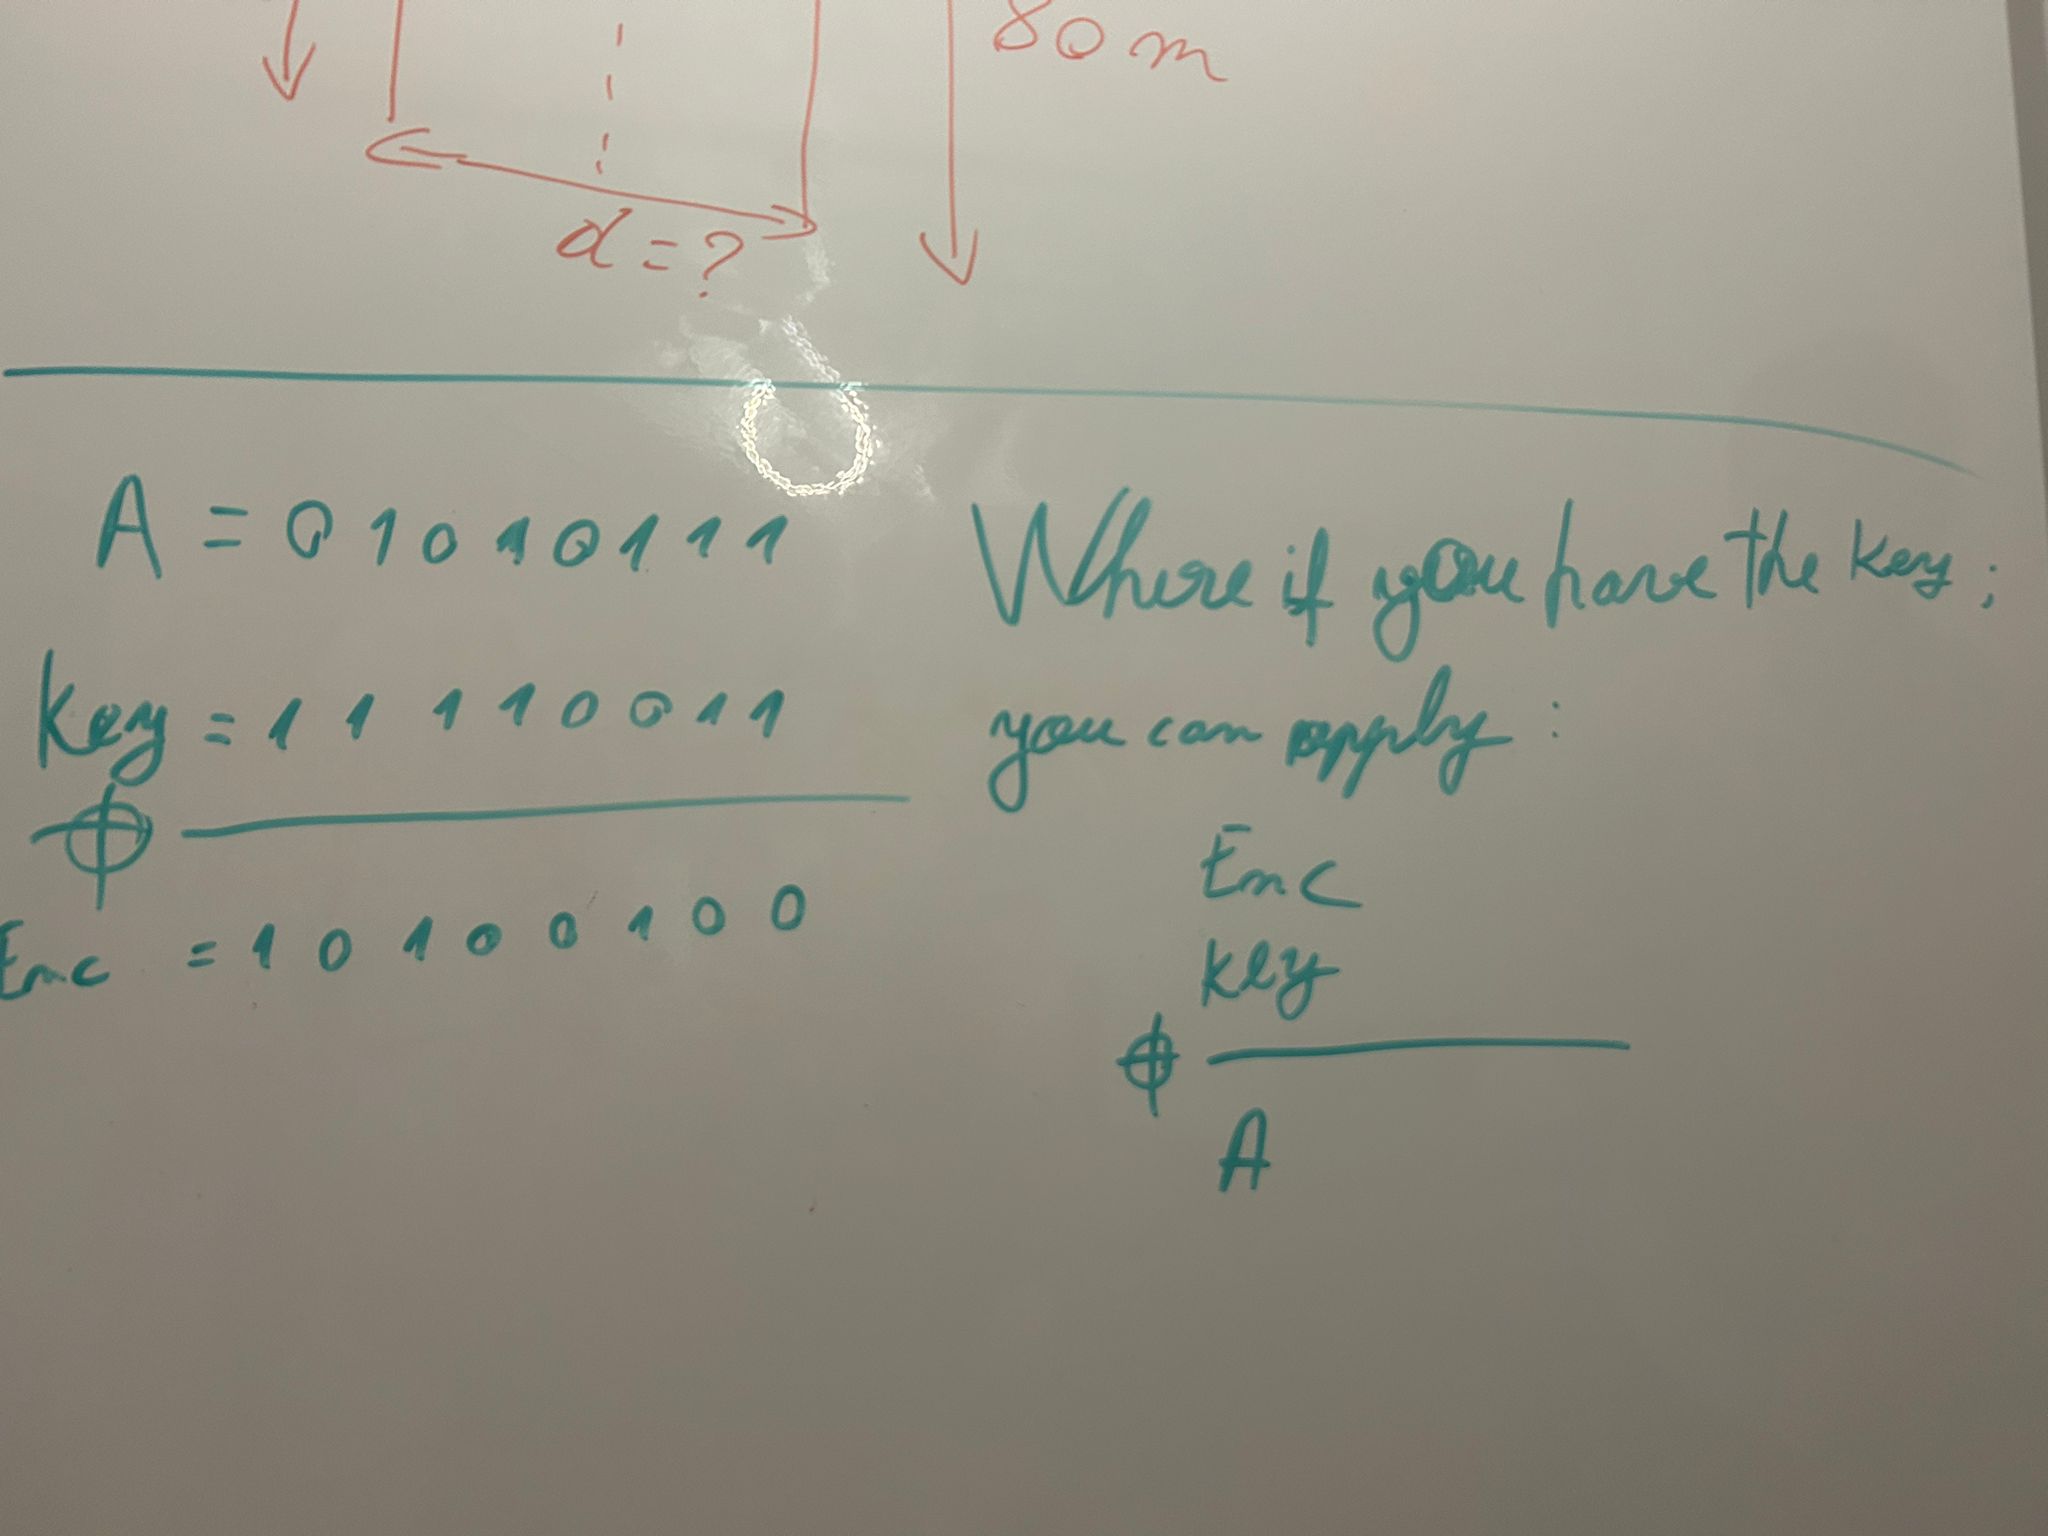 80 m
d = ?
A = 0 1 0 1 0 1 1 1
Key = 1 1 1 1 0 0 1 1
⊕
Enc = 1 0 1 0 0 1 0 0
Where if you have the key;
you can apply :
Enc
key
⊕
A